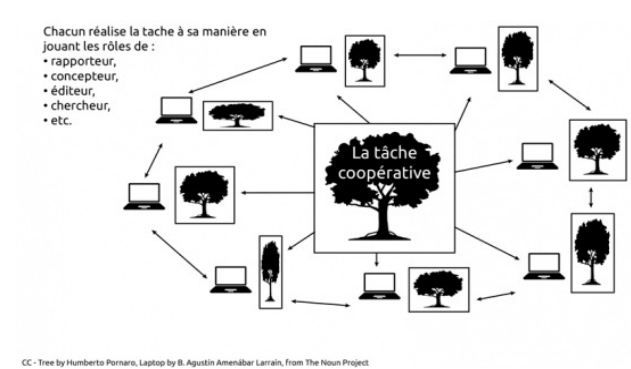 Chacun réalise la tache à sa manière en
jouant les rôles de :
• rapporteur,
• concepteur,
• éditeur,
• chercheur,
• etc.
La tâche
coopérative
CC - Tree by Humberto Pornaro, Laptop by B. Agustín Amenábar Larraín, from The Noun Project